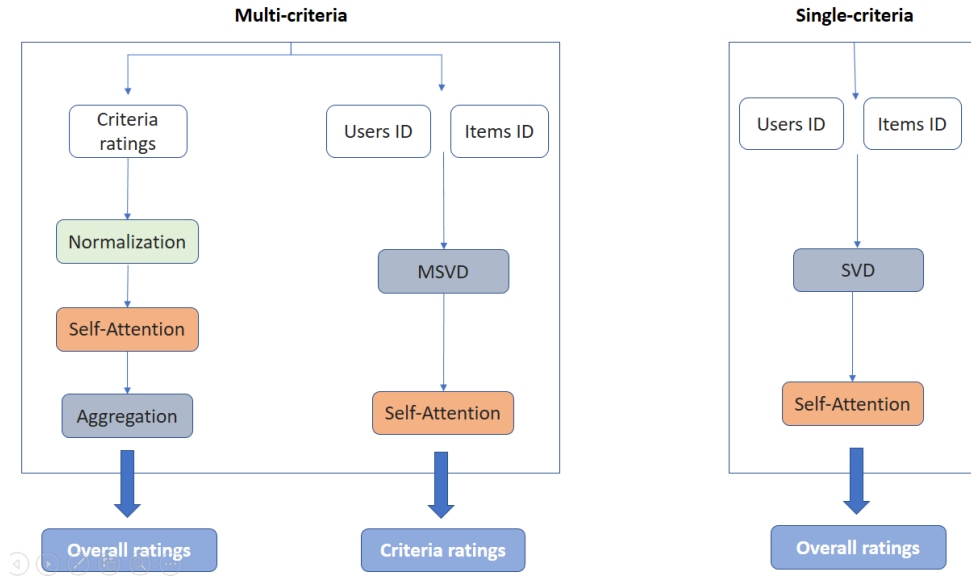 Multi-criteria
Single-criteria
Criteria
ratings
Users ID
Items ID
Users ID
Items ID
Normalization
MSVD
SVD
Self-Attention
Aggregation
Self-Attention
Self-Attention
Overall ratings
Criteria ratings
Overall ratings